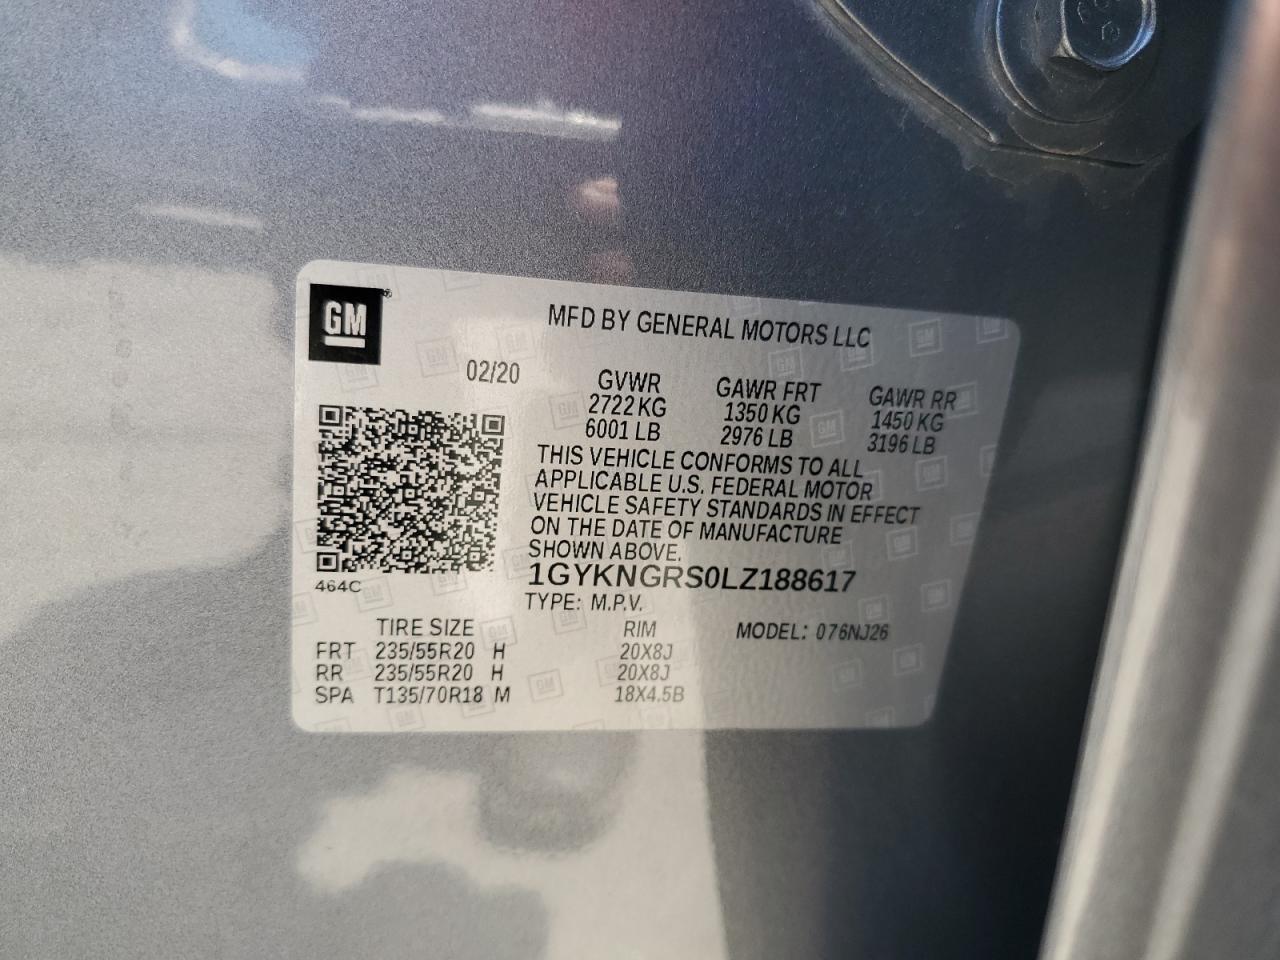 GM®
MFD BY GENERAL MOTORS LLC
02/20
GVWR GAWR FRT GAWR RR
2722 KG 1350 KG 1450 KG
6001 LB 2976 LB 3196 LB
THIS VEHICLE CONFORMS TO ALL
APPLICABLE U.S. FEDERAL MOTOR
VEHICLE SAFETY STANDARDS IN EFFECT
ON THE DATE OF MANUFACTURE
SHOWN ABOVE.
464C
1GYKNGRS0LZ188617
TYPE: M.P.V.
TIRE SIZE RIM MODEL: 076NJ26
FRT 235/55R20 H 20X8J
RR 235/55R20 H 20X8J
SPA T135/70R18 M 18X4.5B